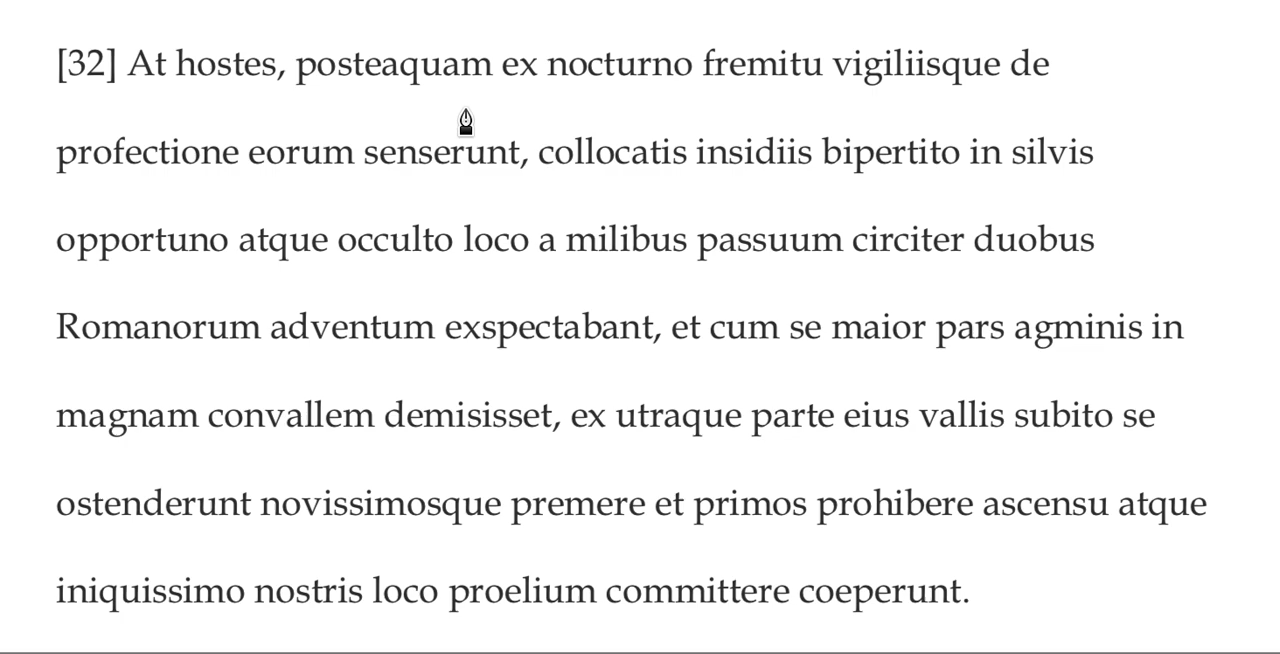 [32] At hostes, posteaquam ex nocturno fremitu vigiliisque de
profectione eorum senserunt, collocatis insidiis bipertito in silvis
opportuno atque occulto loco a milibus passuum circiter duobus
Romanorum adventum exspectabant, et cum se maior pars agminis in
magnam convallem demisisset, ex utraque parte eius vallis subito se
ostenderunt novissimosque premere et primos prohibere ascensu atque
iniquissimo nostris loco proelium committere coeperunt.